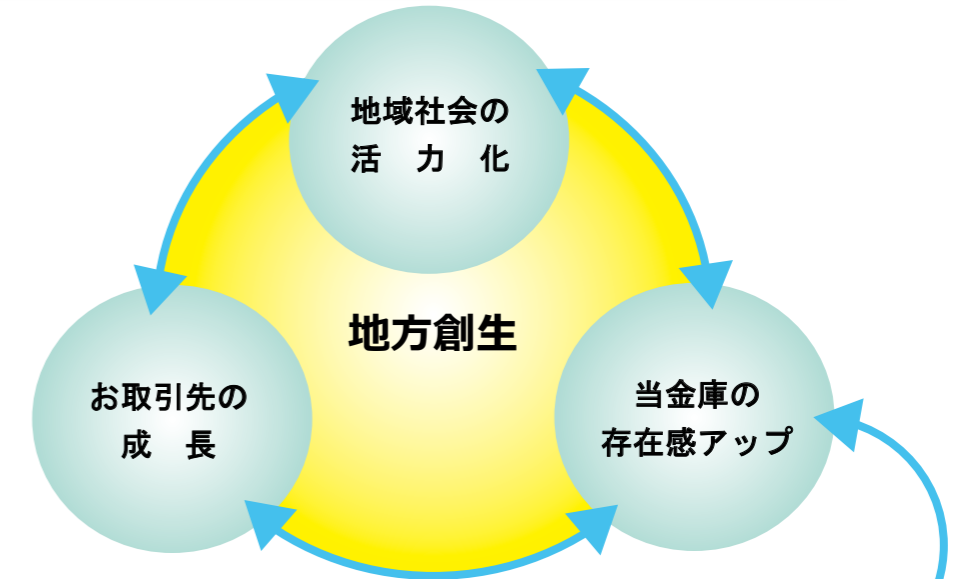 地域社会の
活 力 化
地方創生
お取引先の
成 長
当金庫の
存在感アップ